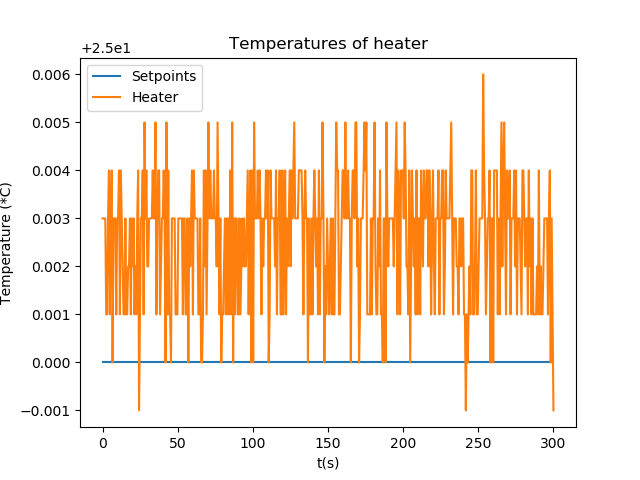 Temperatures of heater
+2.5e1
Setpoints
Heater
0.006
0.005
0.004
0.003
0.002
0.001
0.000
−0.001
Temperature (*C)
0
50
100
150
200
250
300
t(s)